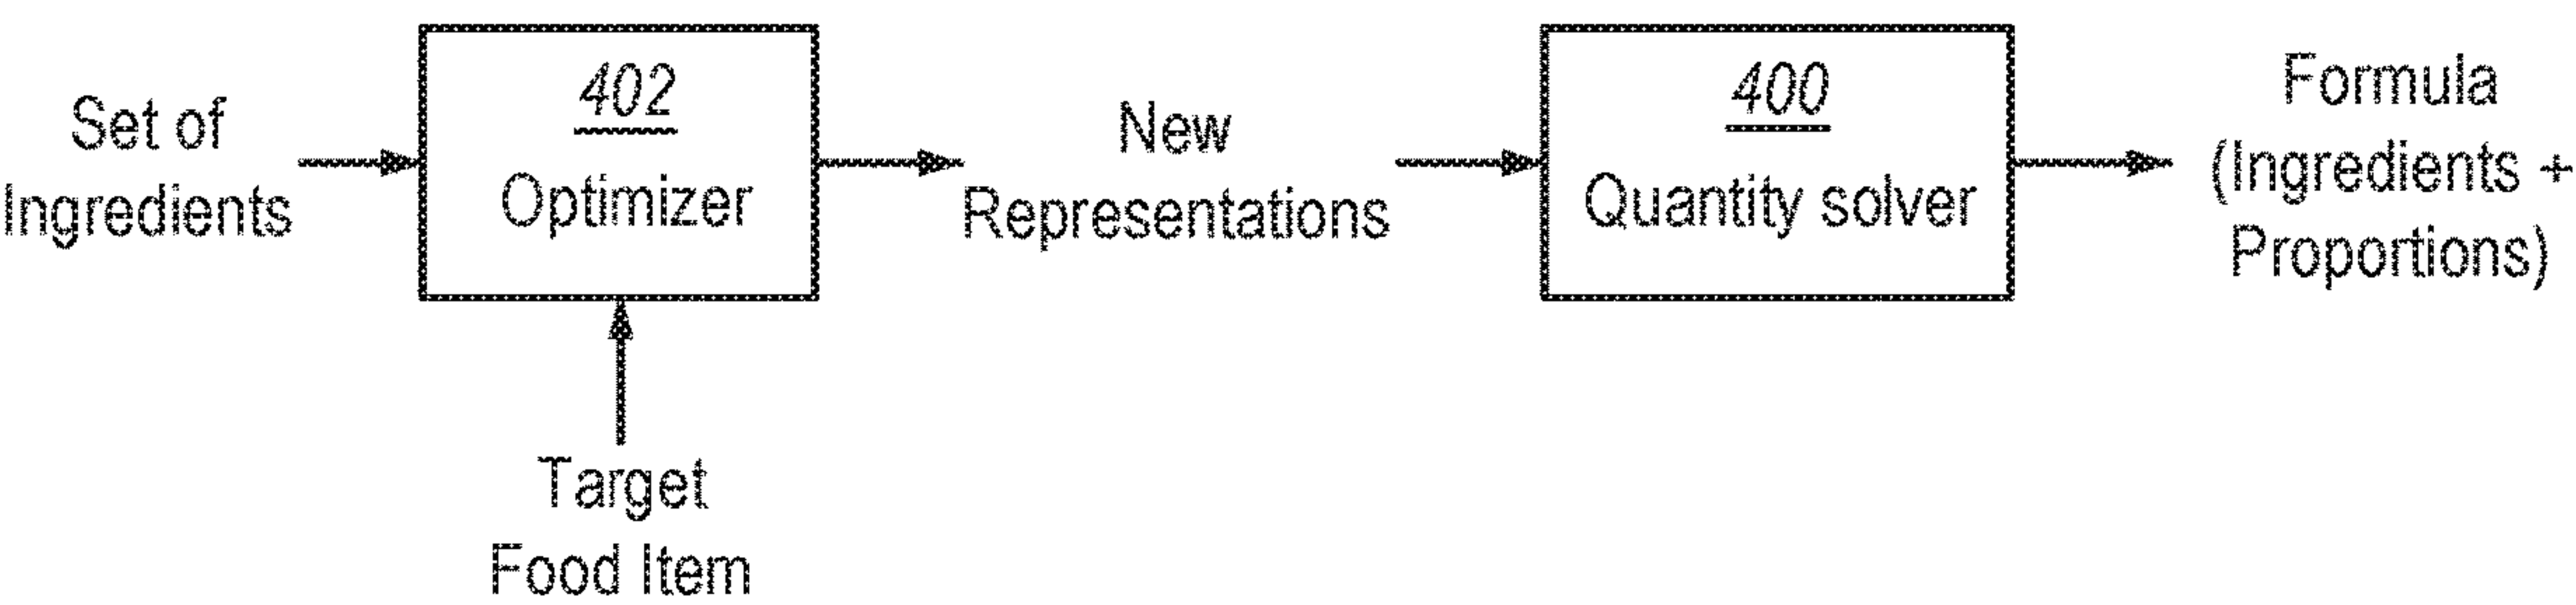 Set of
Ingredients
402
Optimizer
Target
Food Item
New
Representations
400
Quantity solver
Formula
(Ingredients +
Proportions)